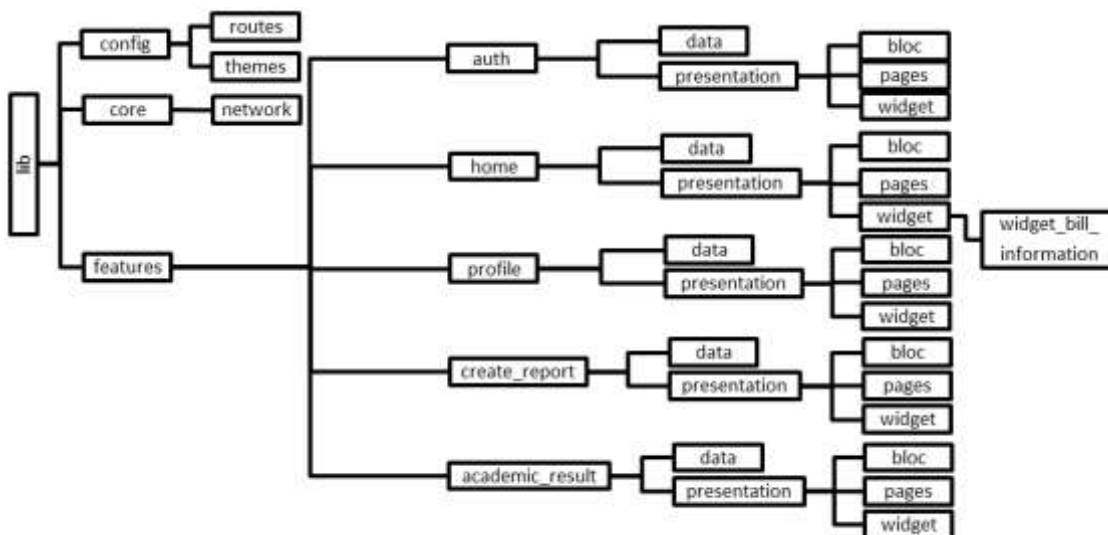 lib
config
routes
themes
core
network
features
auth
data
presentation
bloc
pages
widget
home
data
presentation
bloc
pages
widget
widget_bill_
information
profile
data
presentation
bloc
pages
widget
create_report
data
presentation
bloc
pages
widget
academic_result
data
presentation
bloc
pages
widget